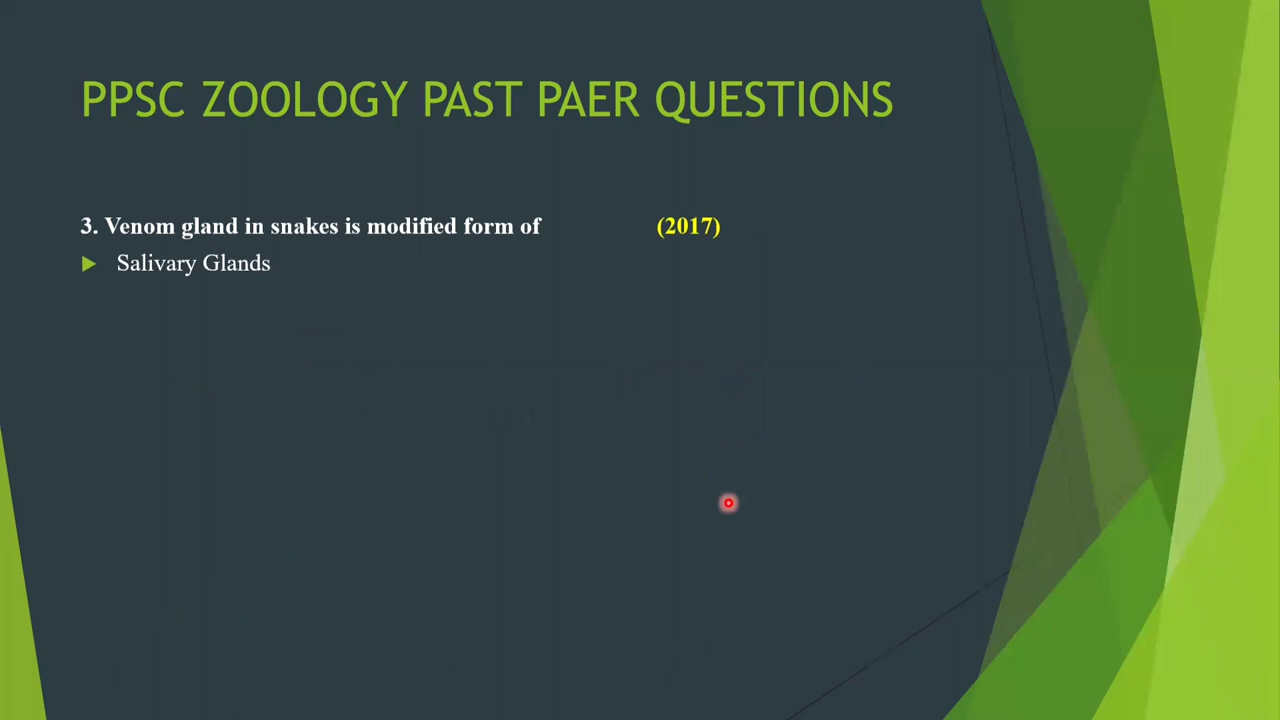 PPSC ZOOLOGY PAST PAER QUESTIONS
3. Venom gland in snakes is modified form of (2017)
Salivary Glands